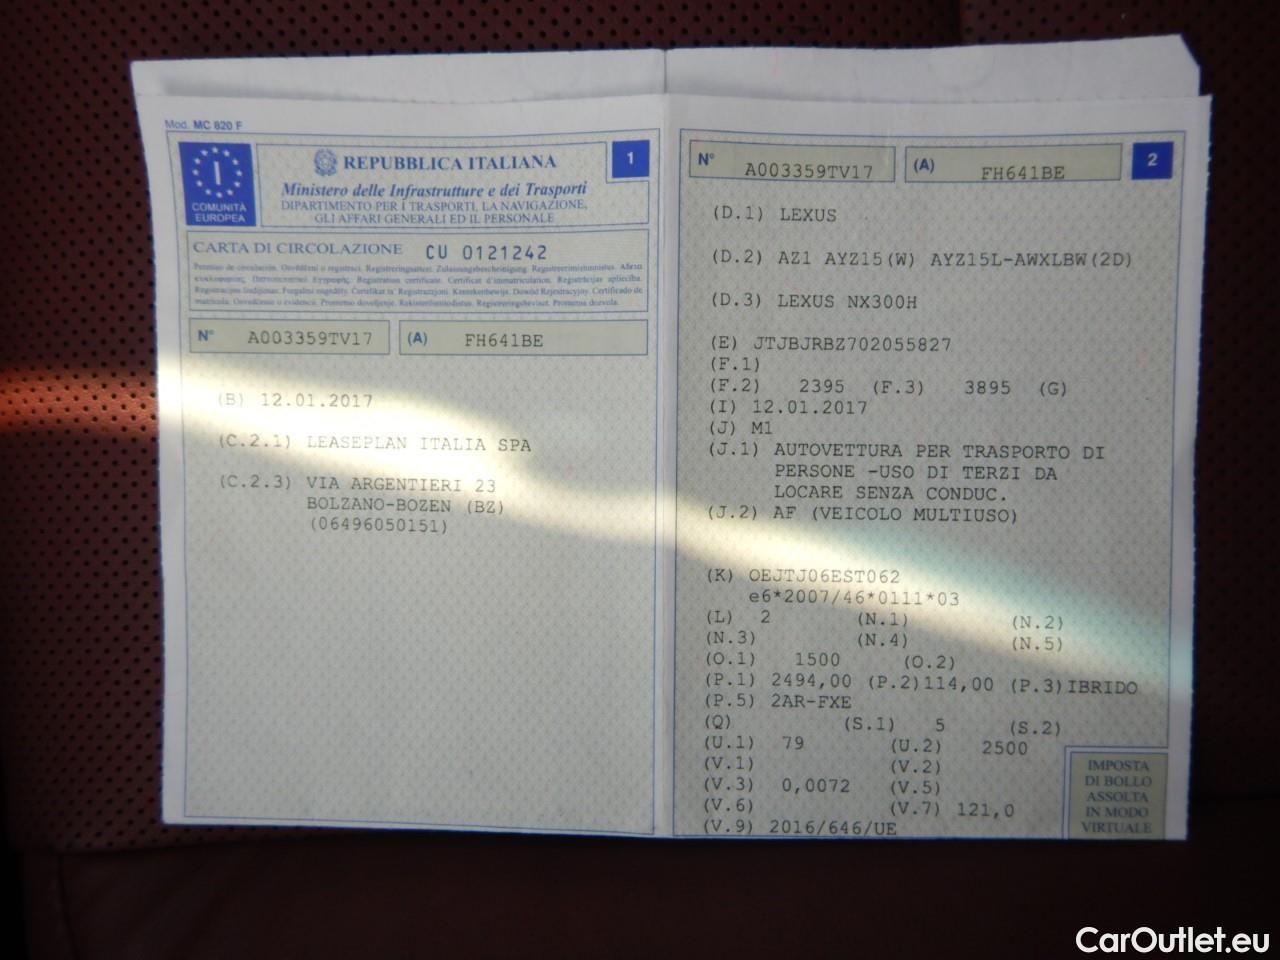 Mod. MC 820 F
I
COMUNITÀ
EUROPEA
REPUBBLICA ITALIANA
Ministero delle Infrastrutture e dei Trasporti
DIPARTIMENTO PER I TRASPORTI, LA NAVIGAZIONE,
GLI AFFARI GENERALI ED IL PERSONALE
1
CARTA DI CIRCOLAZIONE CU 0121242
N° A003359TV17 (A) FH641BE
(B) 12.01.2017
(C.2.1) LEASEPLAN ITALIA SPA
(C.2.3) VIA ARGENTIERI 23
BOLZANO-BOZEN (BZ)
(06496050151)
N° A003359TV17 (A) FH641BE
2
(D.1) LEXUS
(D.2) AZ1 AYZ15(W) AYZ15L-AWXLBW(2D)
(D.3) LEXUS NX300H
(E) JTJBJRBZ702055827
(F.1)
(F.2) 2395 (F.3) 3895 (G)
(I) 12.01.2017
(J) M1
(J.1) AUTOVETTURA PER TRASPORTO DI
PERSONE -USO DI TERZI DA
LOCARE SENZA CONDUC.
(J.2) AF (VEICOLO MULTIUSO)
(K) OEJTJ06EST062
e6*2007/46*0111*03
(L) 2 (N.1) (N.2)
(N.3) (N.4) (N.5)
(O.1) 1500 (O.2)
(P.1) 2494,00 (P.2)114,00 (P.3)IBRIDO
(P.5) 2AR-FXE
(Q) (S.1) 5 (S.2)
(U.1) 79 (U.2) 2500
(V.1) (V.2)
(V.3) 0,0072 (V.5)
(V.6) (V.7) 121,0
(V.9) 2016/646/UE
IMPOSTA
DI BOLLO
ASSOLTA
IN MODO
VIRTUALE
CarOutlet.eu